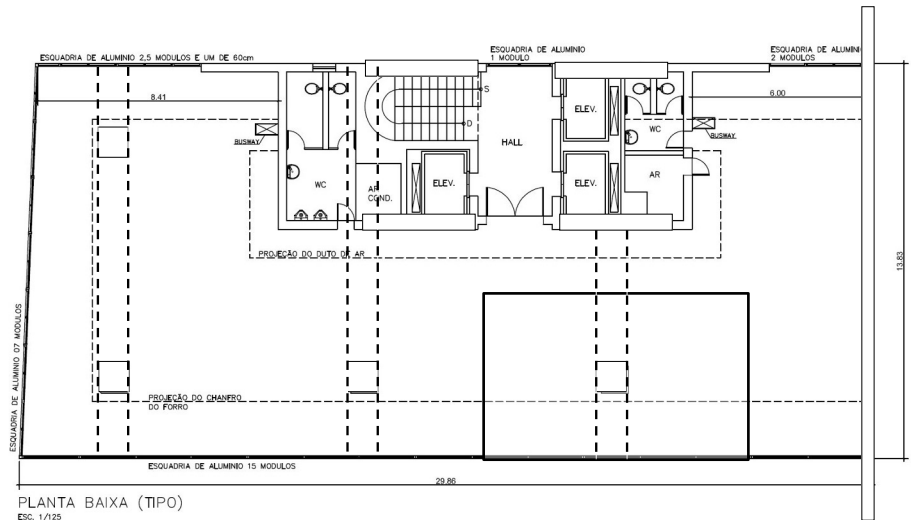 ESQUADRIA DE ALUMINIO 2,5 MODULOS E UM DE 60cm
ESQUADRIA DE ALUMINIO
1 MODULO
ESQUADRIA DE ALUMINI
2 MODULOS
8.41
6.00
S
D
ELEV.
HALL
WC
BUSWAY
BUSWAY
WC
AR
COND.
ELEV.
ELEV.
AR
PROJEÇÃO DO DUTO DE AR
13.83
ESQUADRIA DE ALUMINIO 07 MODULOS
PROJEÇÃO DO CHANFRO
DO FORRO
ESQUADRIA DE ALUMINIO 15 MODULOS
29.86
PLANTA BAIXA (TIPO)
ESC. 1/125